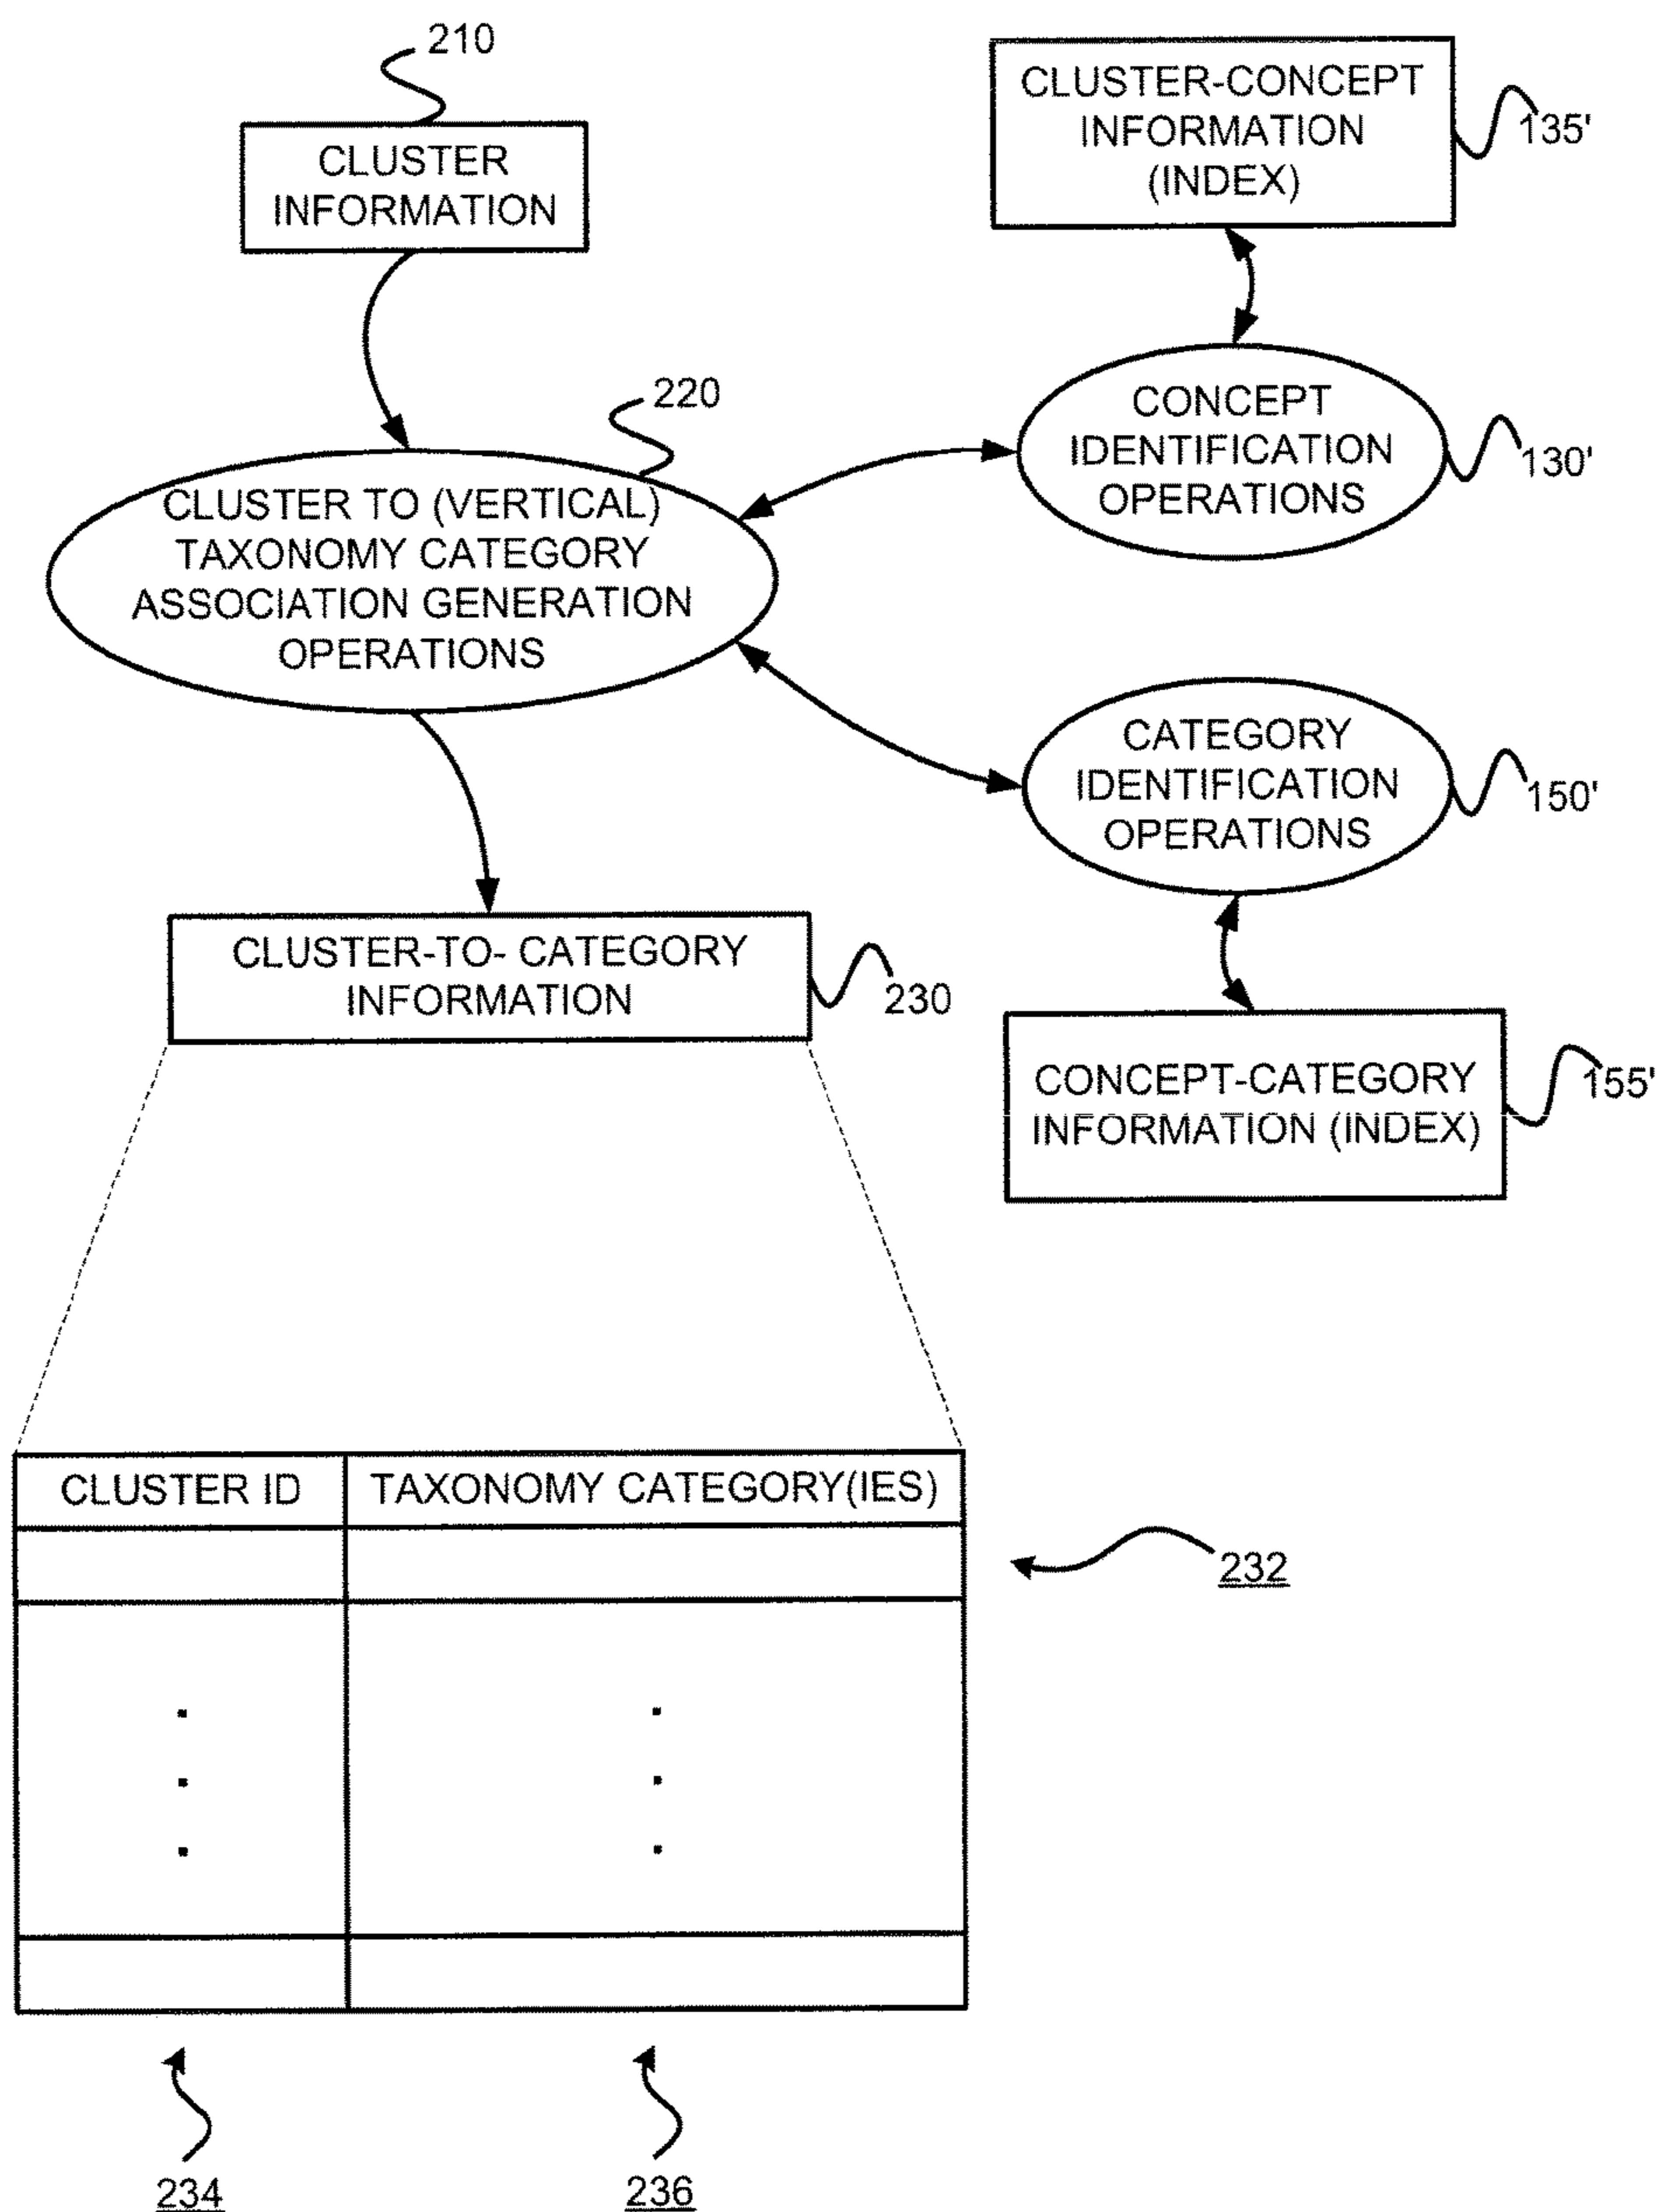 210
CLUSTER
INFORMATION
CLUSTER-CONCEPT
INFORMATION
(INDEX)
135'
220
CLUSTER TO (VERTICAL)
TAXONOMY CATEGORY
ASSOCIATION GENERATION
OPERATIONS
CONCEPT
IDENTIFICATION
OPERATIONS
130'
CATEGORY
IDENTIFICATION
OPERATIONS
150'
CLUSTER-TO- CATEGORY
INFORMATION
230
CONCEPT-CATEGORY
INFORMATION (INDEX)
155'
CLUSTER ID
TAXONOMY CATEGORY(IES)
232
234
236